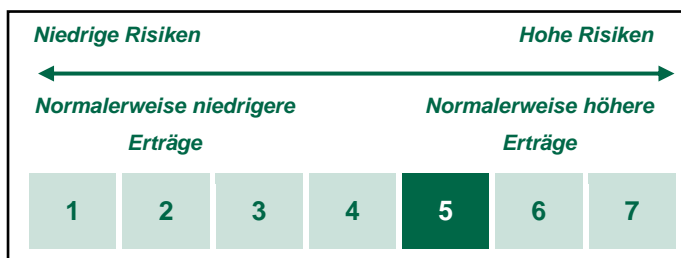 Niedrige Risiken Hohe Risiken
Normalerweise niedrigere Normalerweise höhere
Erträge Erträge
1 2 3 4 5 6 7